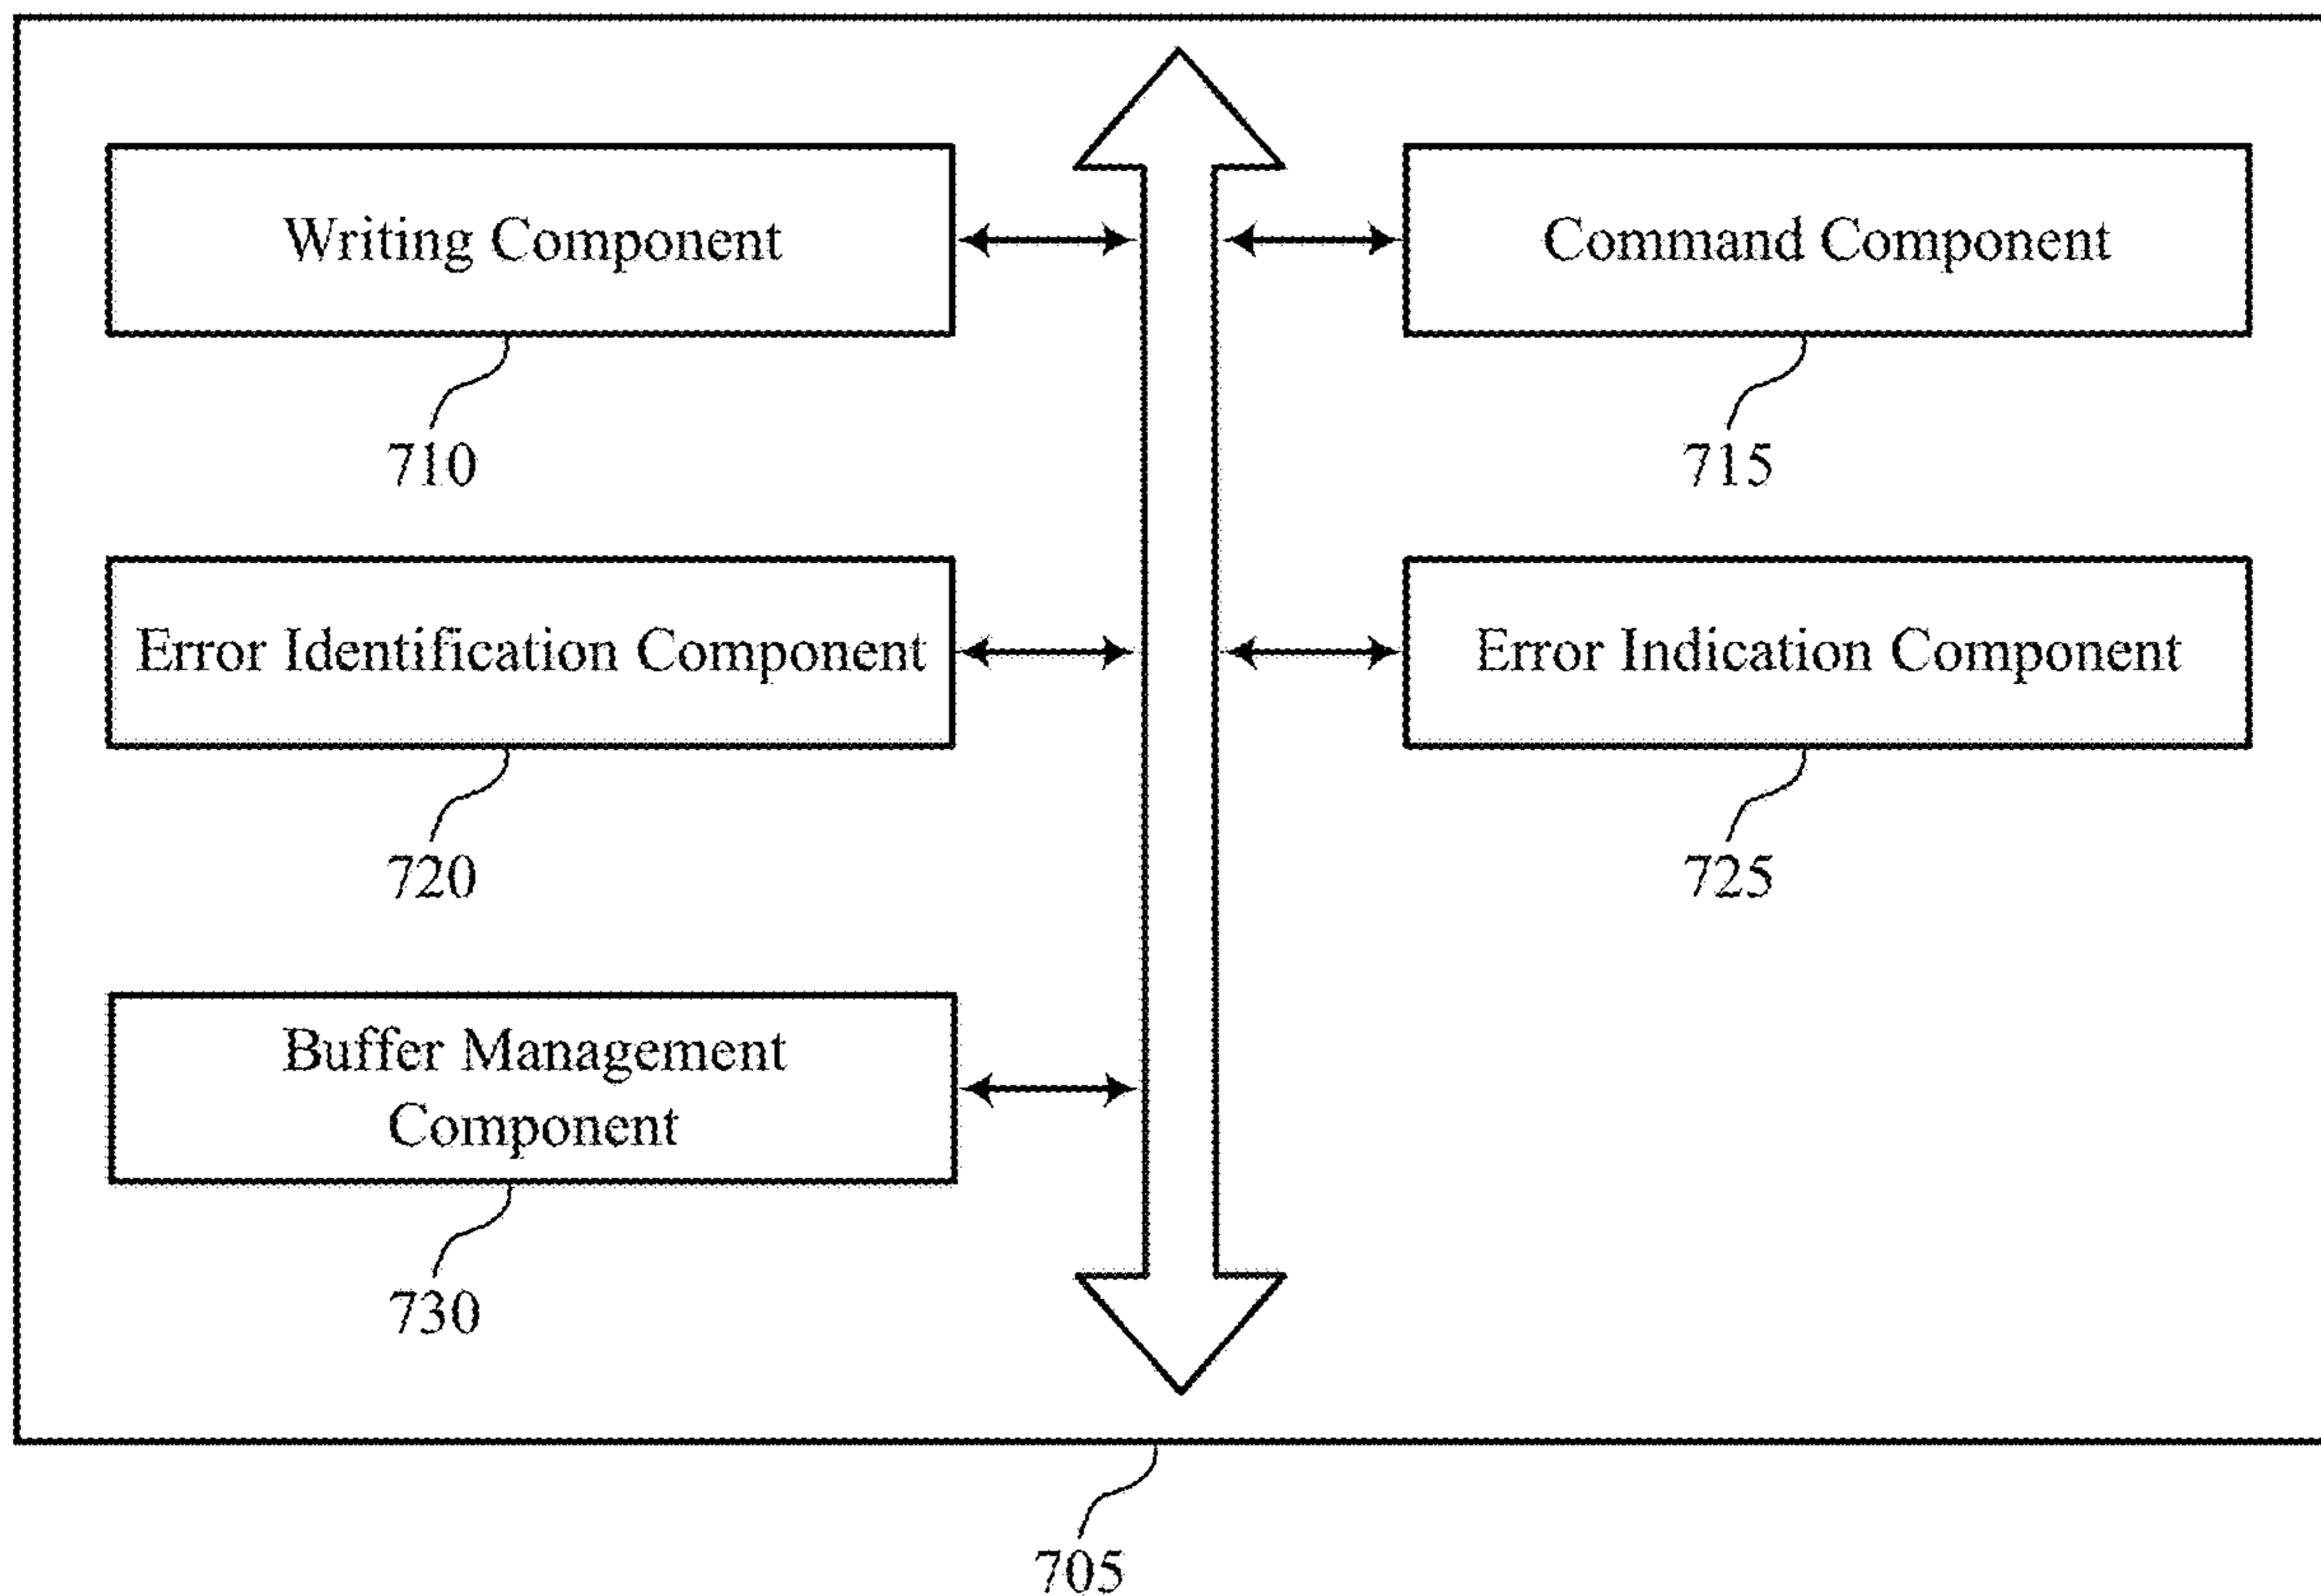 Writing Component
Command Component
710
715
Error Identification Component
Error Indication Component
720
725
Buffer Management
Component
730
705